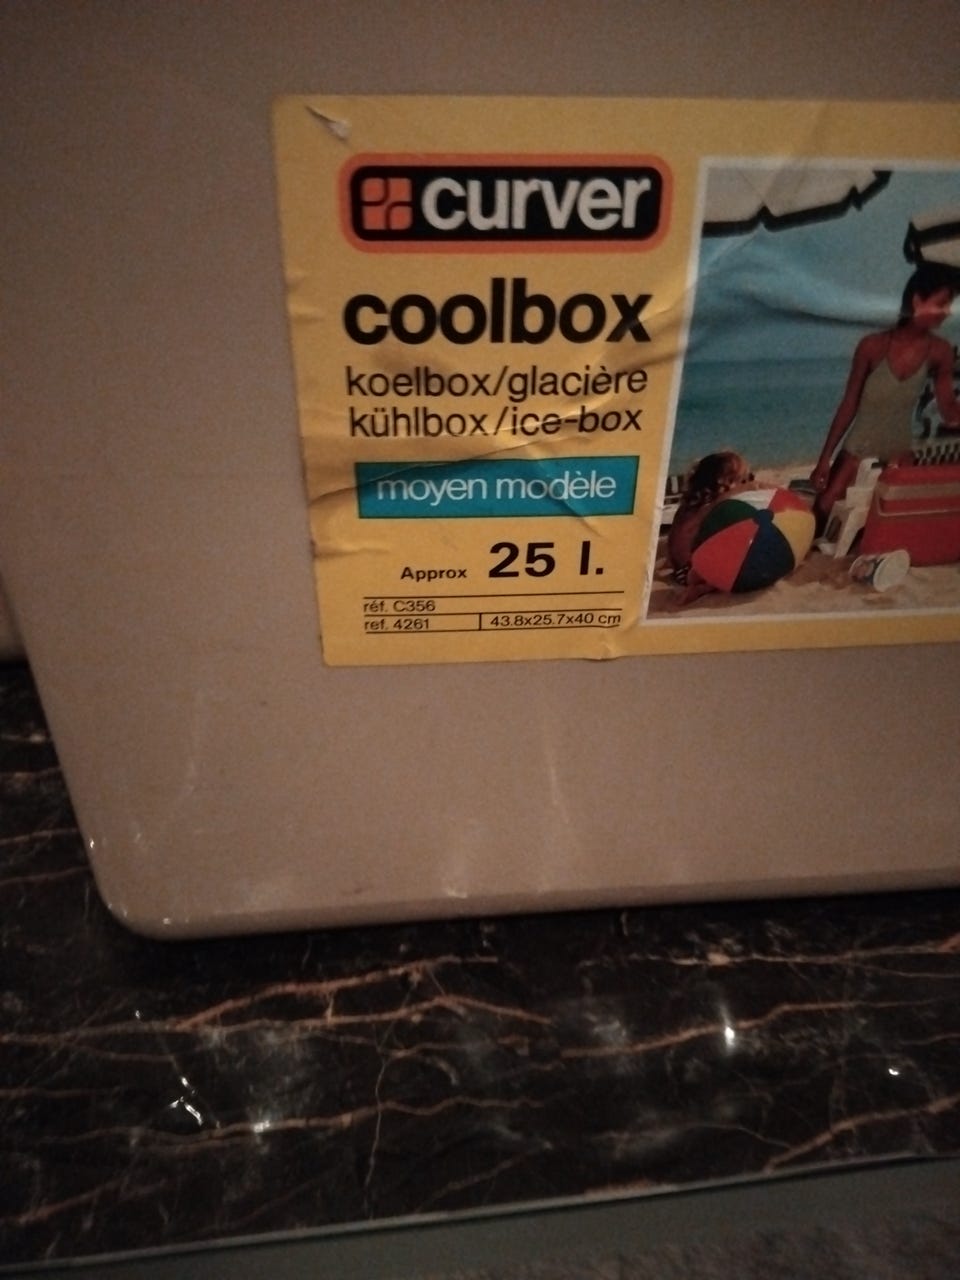 curver
coolbox
koelbox/glacière
kühlbox/ice-box
moyen modèle
Approx 25 l.
réf. C356
ref. 4261 43.8x25.7x40 cm